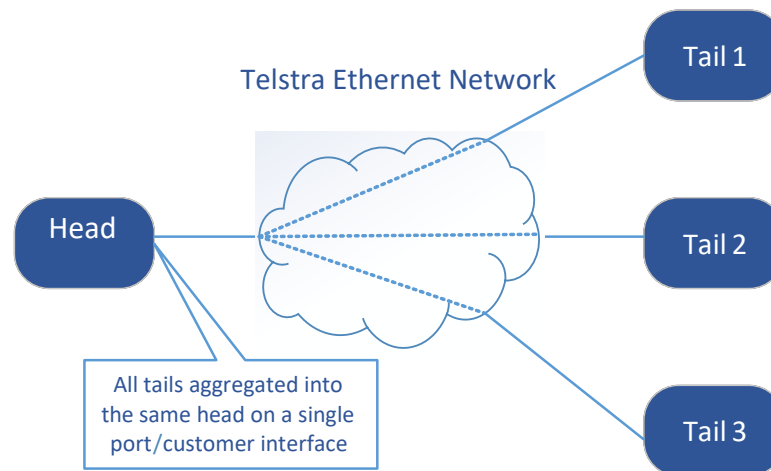 Tail 1
Telstra Ethernet Network
Head
Tail 2
All tails aggregated into
the same head on a single
port/customer interface
Tail 3